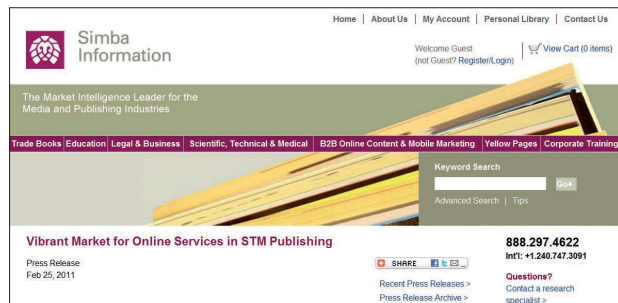 Home | About Us | My Account | Personal Library | Contact Us
Simba
Information
Welcome Guest
(not Guest? Register/Login)
View Cart (0 items)
The Market Intelligence Leader for the
Media and Publishing Industries
Trade Books | Education | Legal & Business | Scientific, Technical & Medical | B2B Online Content & Mobile Marketing | Yellow Pages | Corporate Training
Keyword Search
Go
Advanced Search | Tips
Vibrant Market for Online Services in STM Publishing
Press Release
Feb 25, 2011
SHARE
Recent Press Releases >
Press Release Archive >
888.297.4622
Int'l: +1.240.747.3091
Questions?
Contact a research
specialist >